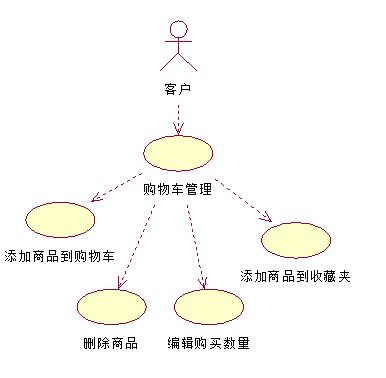 客户
购物车管理
添加商品到购物车
添加商品到收藏夹
删除商品
编辑购买数量